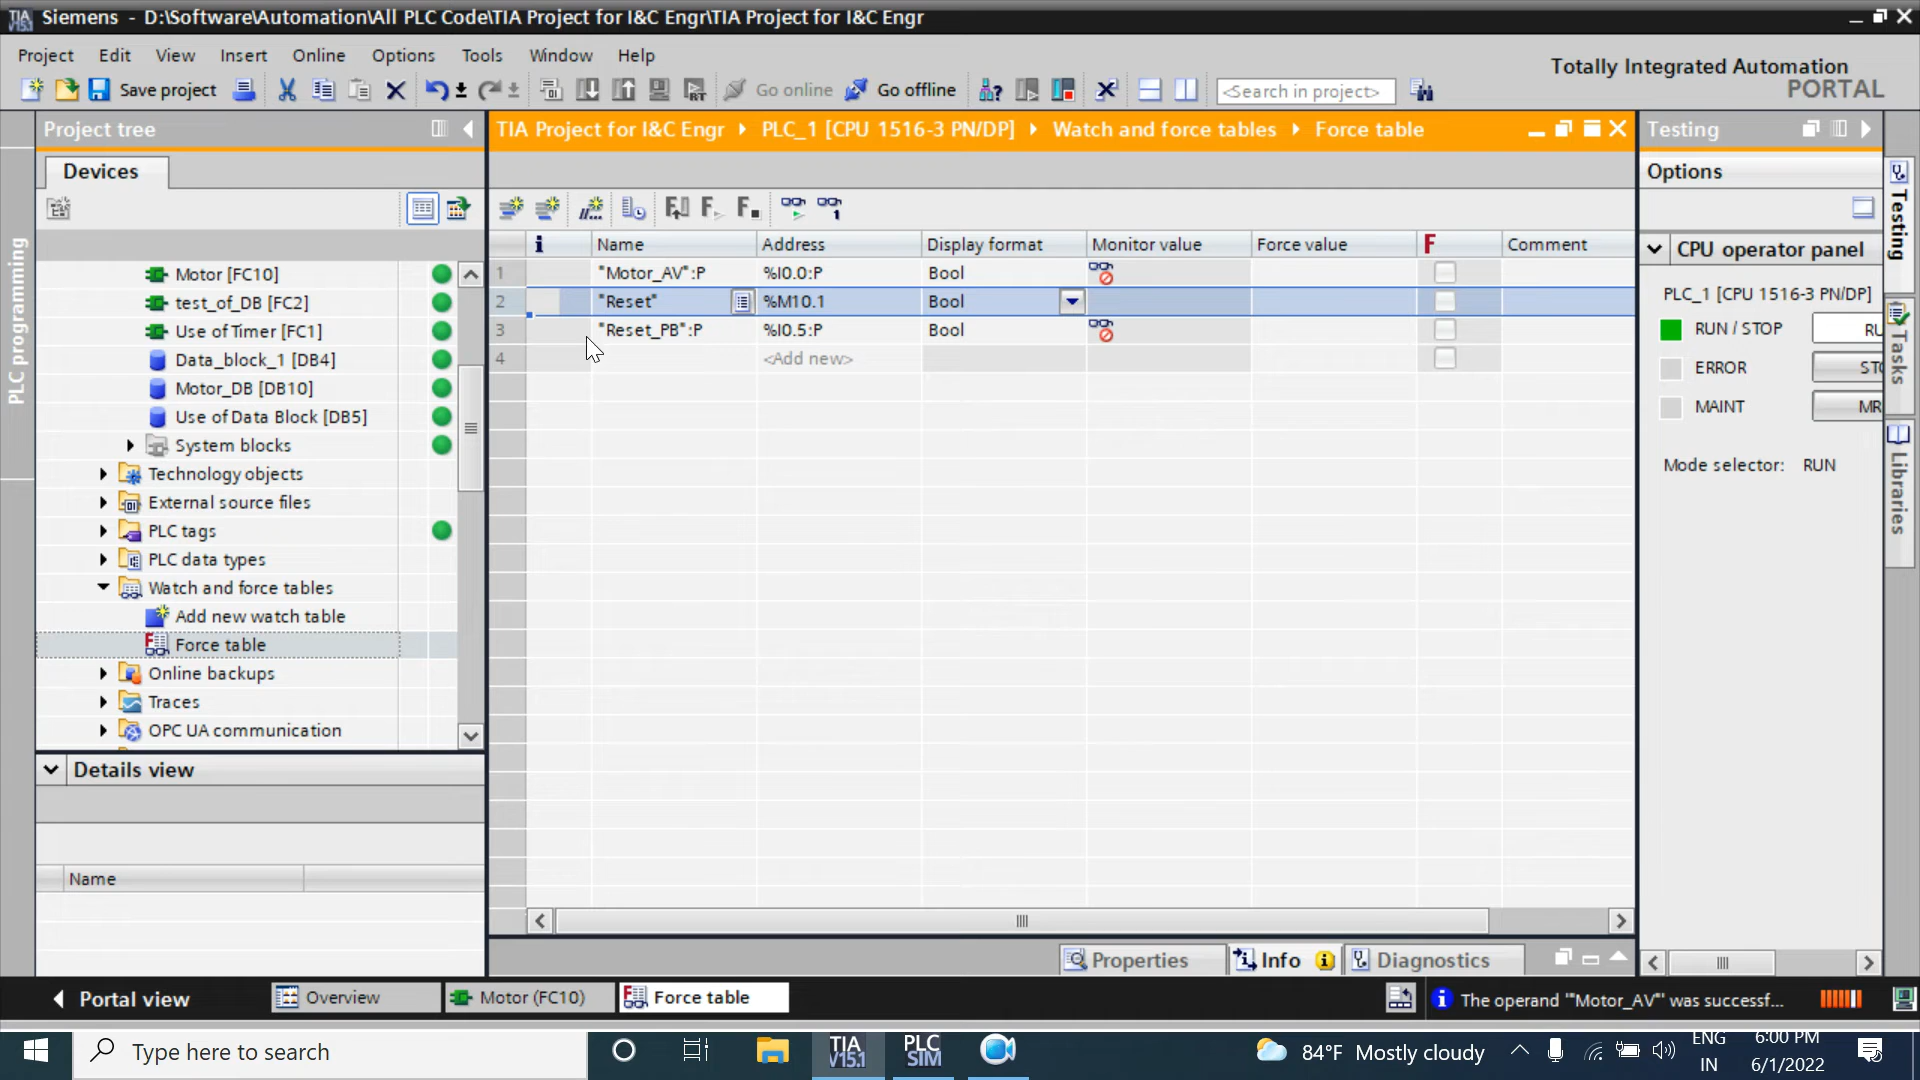 TIA V15.1 Siemens - D:\Software\Automation\All PLC Code\TIA Project for I&C Engr\TIA Project for I&C Engr
Project Edit View Insert Online Options Tools Window Help
Totally Integrated Automation
PORTAL
Save project Go online Go offline <Search in project>
Project tree
TIA Project for I&C Engr PLC_1 [CPU 1516-3 PN/DP] Watch and force tables Force table
Testing
Devices
Options
i Name Address Display format Monitor value Force value F Comment
CPU operator panel
1 "Motor_AV":P %I0.0:P Bool
2 "Reset" %M10.1 Bool
3 "Reset_PB":P %I0.5:P Bool
4 <Add new>
Motor [FC10]
test_of_DB [FC2]
Use of Timer [FC1]
Data_block_1 [DB4]
Motor_DB [DB10]
Use of Data Block [DB5]
System blocks
Technology objects
External source files
PLC tags
PLC data types
Watch and force tables
Add new watch table
Force table
Online backups
Traces
OPC UA communication
PLC_1 [CPU 1516-3 PN/DP]
RUN / STOP RU
ERROR STO
MAINT MR
Mode selector: RUN
PLC programming
Testing
Tasks
Libraries
Details view
Name
Properties Info Diagnostics
Portal view Overview Motor (FC10) Force table
The operand '"Motor_AV"' was successf...
Type here to search
TIA V15.1
PLC SIM
84°F Mostly cloudy
ENG
IN
6:00 PM
6/1/2022